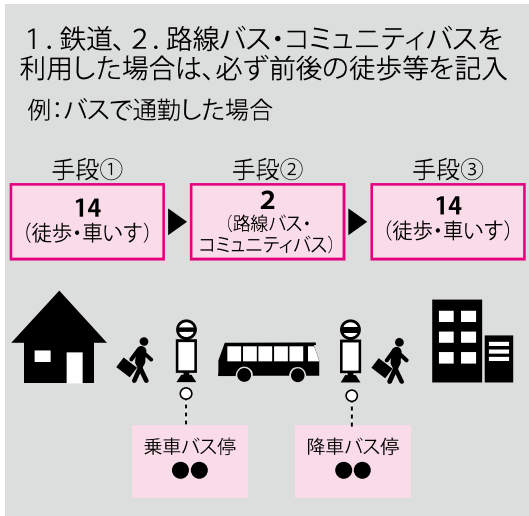 1．鉄道、2．路線バス・コミュニティバスを
利用した場合は、必ず前後の徒歩等を記入
例：バスで通勤した場合
手段①
手段②
手段③
14
（徒歩・車いす）
2
（路線バス・
コミュニティバス）
14
（徒歩・車いす）
乗車バス停
●●
降車バス停
●●